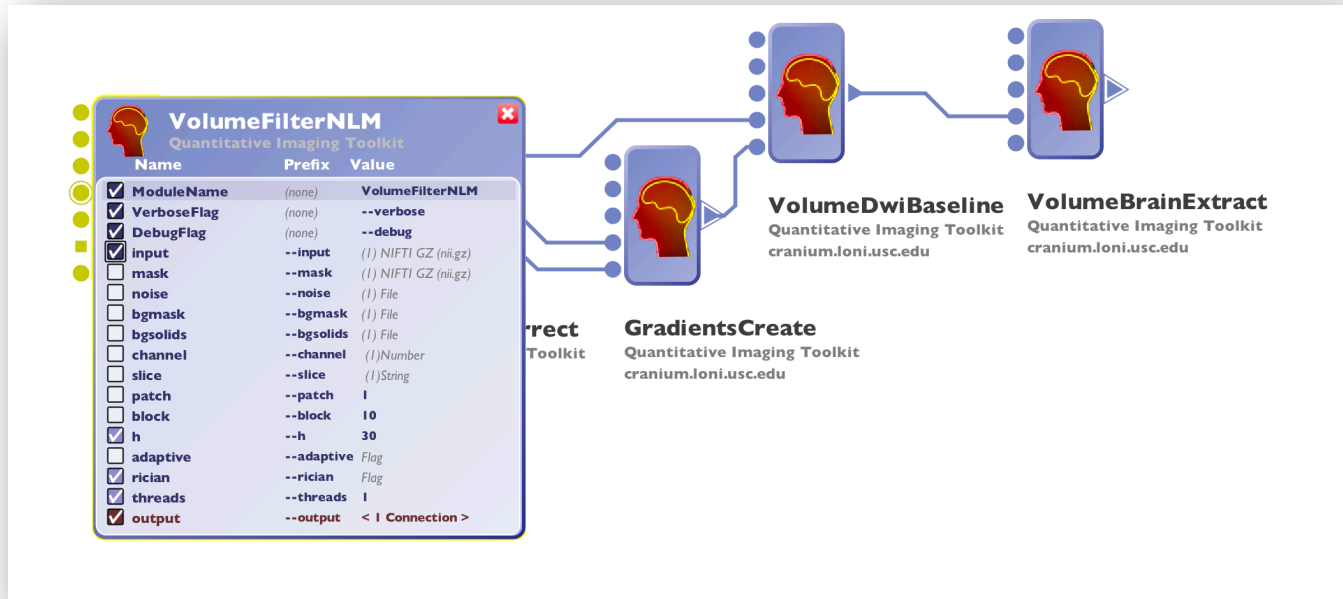 VolumeFilterNLM
Quantitative Imaging Toolkit
Name Prefix Value
ModuleName (none) VolumeFilterNLM
VerboseFlag (none) --verbose
DebugFlag (none) --debug
input --input (1) NIFTI GZ (nii.gz)
mask --mask (1) NIFTI GZ (nii.gz)
noise --noise (1) File
bgmask --bgmask (1) File
bgsolids --bgsolids (1) File
channel --channel (1)Number
slice --slice (1)String
patch --patch 1
block --block 10
h --h 30
adaptive --adaptive Flag
rician --rician Flag
threads --threads 1
output --output < 1 Connection >
rrect
Toolkit
GradientsCreate
Quantitative Imaging Toolkit
cranium.loni.usc.edu
VolumeDwiBaseline
Quantitative Imaging Toolkit
cranium.loni.usc.edu
VolumeBrainExtract
Quantitative Imaging Toolkit
cranium.loni.usc.edu